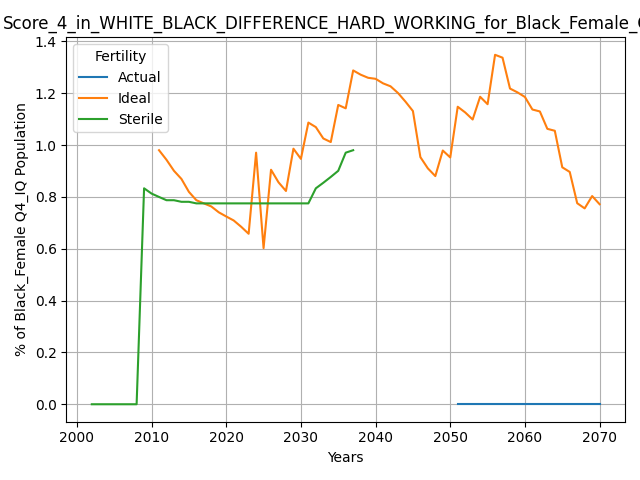 Score_4_in_WHITE_BLACK_DIFFERENCE_HARD_WORKING_for_Black_Female_
Fertility
Actual
Ideal
Sterile
% of Black_Female Q4_IQ Population
1.4
1.2
1.0
0.8
0.6
0.4
0.2
0.0
2000 2010 2020 2030 2040 2050 2060 2070
Years